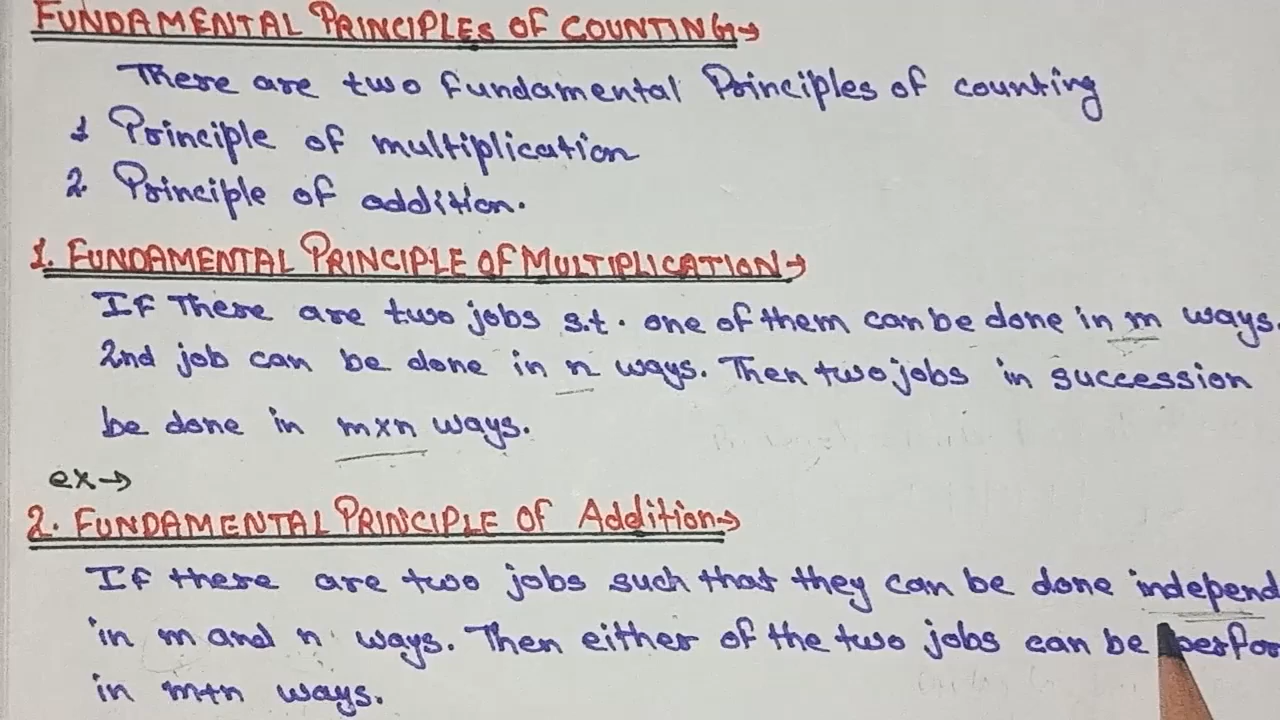 FUNDAMENTAL PRINCIPLES OF COUNTING→
There are two fundamental Principles of counting
1 Principle of multiplication
2. Principle of addition.
1. FUNDAMENTAL PRINCIPLE OF MULTIPLICATION→
If There are two jobs s.t. one of them can be done in m ways.
2nd job can be done in n ways. Then two jobs in succession
be done in m×n ways.
ex→
2. FUNDAMENTAL PRINCIPLE OF Addition→
If there are two jobs such that they can be done independ
in m and n ways. Then either of the two jobs can be perfor
in m+n ways.